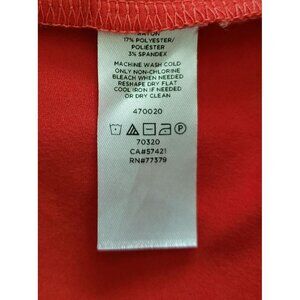 RAYON
17% POLYESTER/
POLIÉSTER
3% SPANDEX
MACHINE WASH COLD
ONLY NON-CHLORINE
BLEACH WHEN NEEDED
RESHAPE DRY FLAT
COOL IRON IF NEEDED
OR DRY CLEAN
470020
P
70320
CA#57421
RN#77379